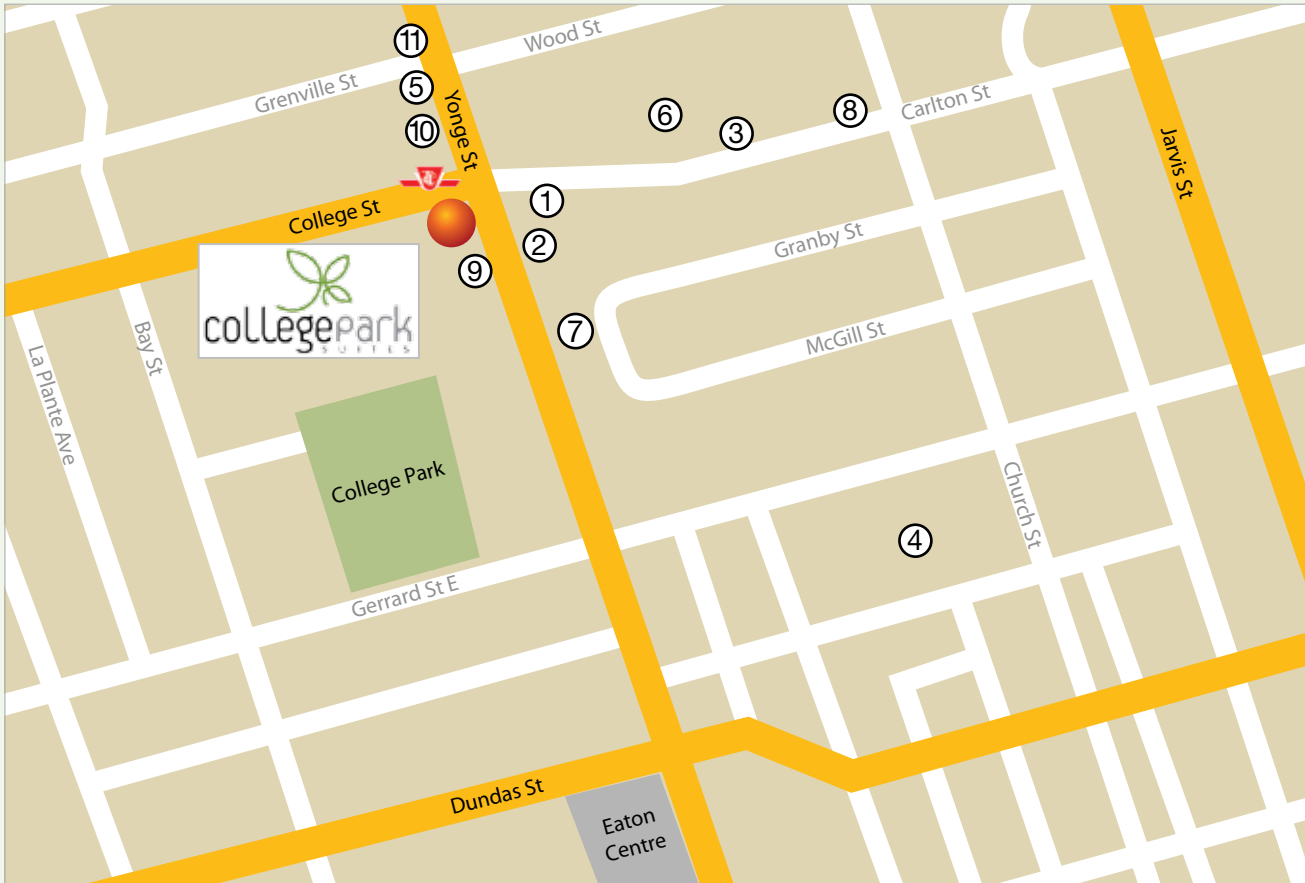 11
Wood St
5
Grenville St
Yonge St
10
6
3
8
Carlton St
Jarvis St
TTC
College St
1
2
9
Granby St
collegepark
SUITES
7
McGill St
Bay St
La Plante Ave
College Park
Church St
4
Gerrard St E
Dundas St
Eaton
Centre